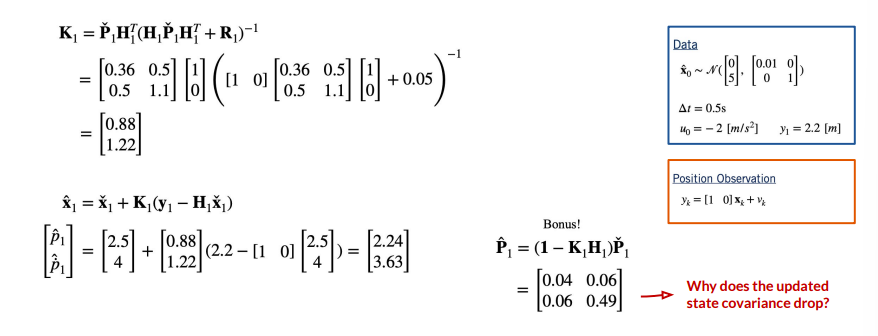 K₁ = P̌₁H₁ᵀ(H₁P̌₁H₁ᵀ + R₁)⁻¹
= [0.36 0.5; 0.5 1.1] [1; 0] ([1 0] [0.36 0.5; 0.5 1.1] [1; 0] + 0.05)⁻¹
= [0.88; 1.22]
x̂₁ = x̌₁ + K₁(y₁ − H₁x̌₁)
[p̂₁; ṗ̂₁] = [2.5; 4] + [0.88; 1.22] (2.2 − [1 0] [2.5; 4]) = [2.24; 3.63]
Bonus!
P̂₁ = (1 − K₁H₁)P̌₁
= [0.04 0.06; 0.06 0.49]
Why does the updated
state covariance drop?
Data
x̂₀ ~ 𝒩([0; 5], [0.01 0; 0 1])
Δt = 0.5s
u₀ = − 2 [m/s²] y₁ = 2.2 [m]
Position Observation
yₖ = [1 0] xₖ + vₖ